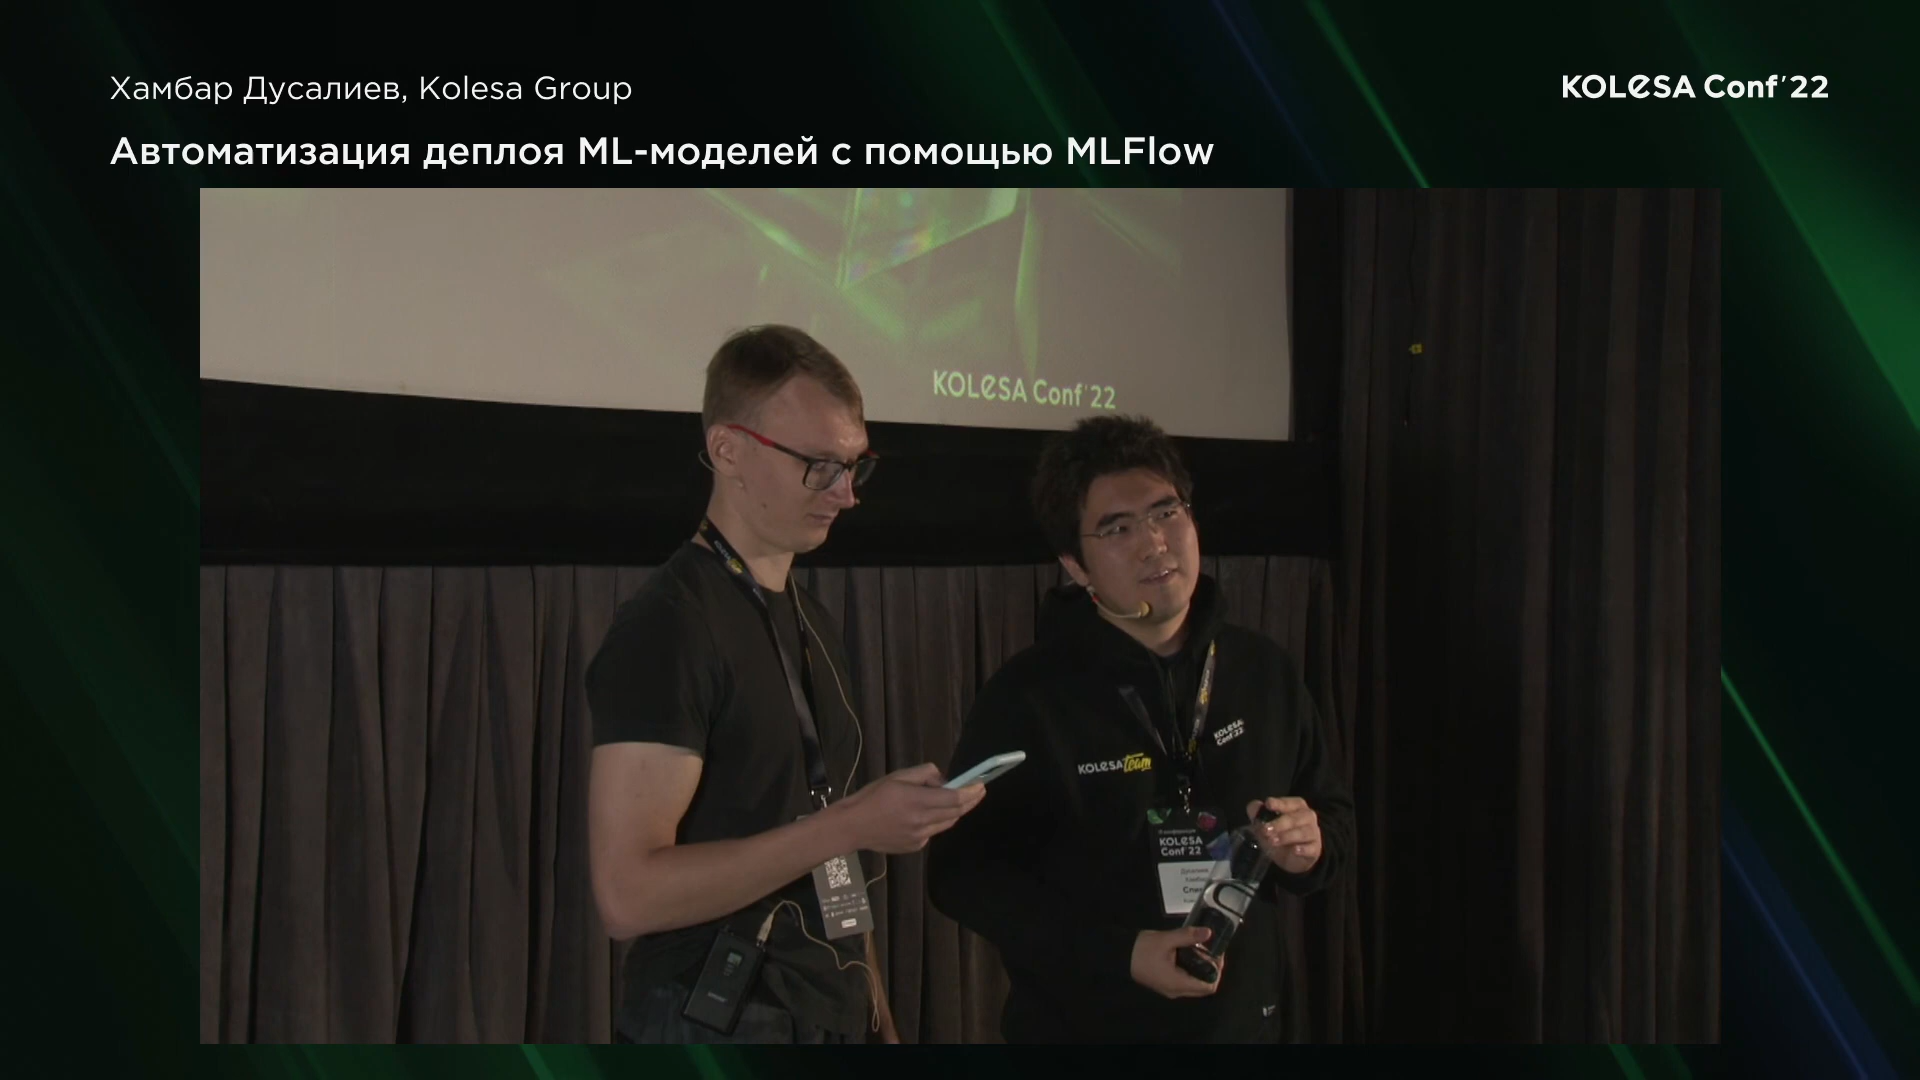 Хамбар Дусалиев, Kolesa Group
KOLESA Conf'22
Автоматизация деплоя ML-моделей с помощью MLFlow
KOLESA Conf'22
KOLESA
Conf'22
KOLESA team
KOLESA
Conf'22
Дусалиев